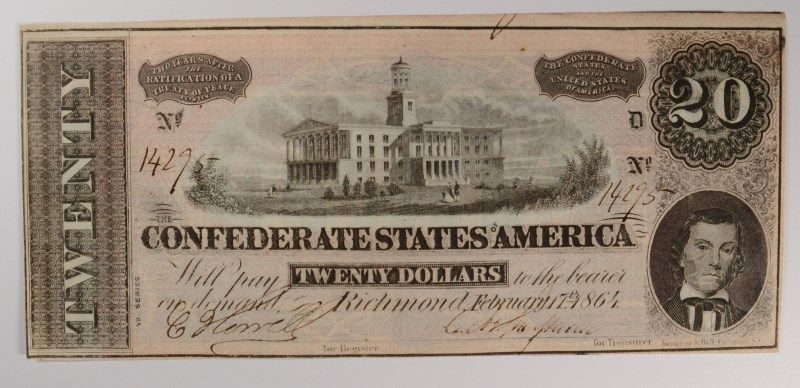 TWENTY
TWO YEARS AFTER
THE
RATIFICATION OF A
TREATY OF PEACE
BETWEEN
THE CONFEDERATE
STATES
AND THE
UNITED STATES
OF AMERICA.
20
No
D
1429
No
14295
THE
CONFEDERATE STATES OF AMERICA
Will pay TWENTY DOLLARS to the bearer
on demand Richmond, February 17th 1864.
VII SERIES
for Register
for Treasurer